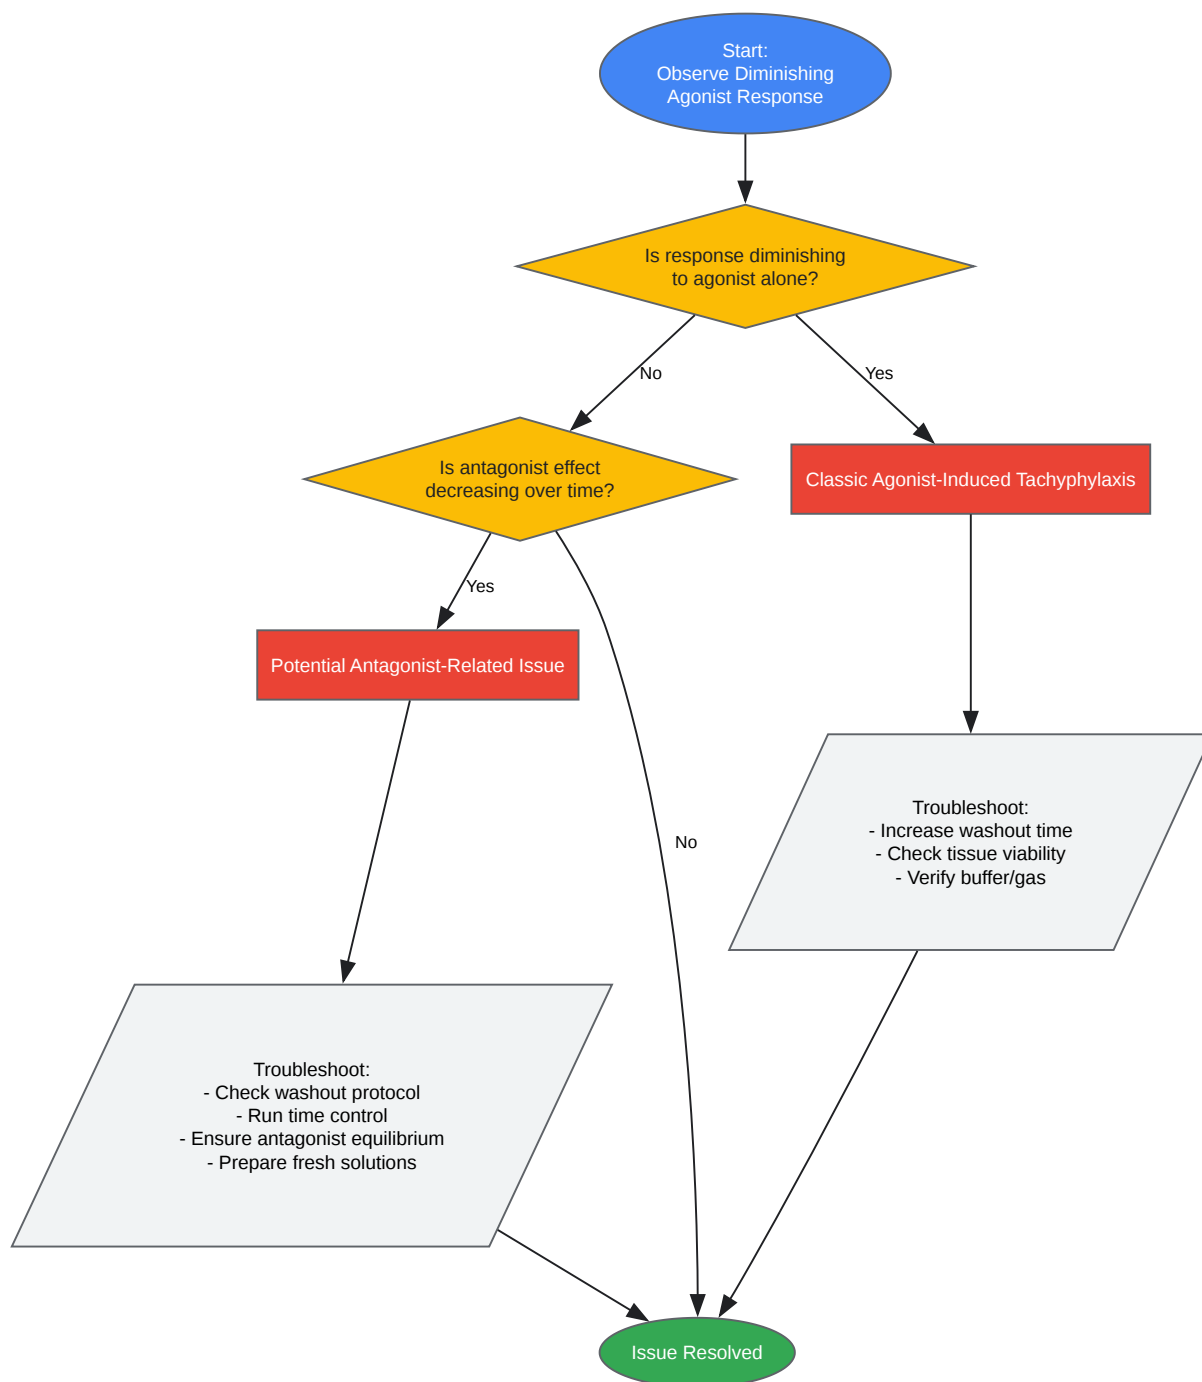 Start:
Observe Diminishing
Agonist Response
Is response diminishing
to agonist alone?
No
Yes
Is antagonist effect
decreasing over time?
Classic Agonist-Induced Tachyphylaxis
Yes
Potential Antagonist-Related Issue
No
Troubleshoot:
- Increase washout time
- Check tissue viability
- Verify buffer/gas
Troubleshoot:
- Check washout protocol
- Run time control
- Ensure antagonist equilibrium
- Prepare fresh solutions
Issue Resolved